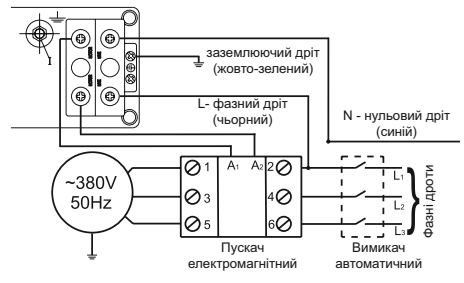 заземлюючий дріт
(жовто-зелений)
L- фазний дріт
(чьорний)
N - нульовий дріт
(синій)
I
~380V
50Hz
1 A₁ A₂ 2
3 4
5 6
L₁
L₂
L₃
Фазні дроти
Пускач
електромагнітний
Вимикач
автоматичний